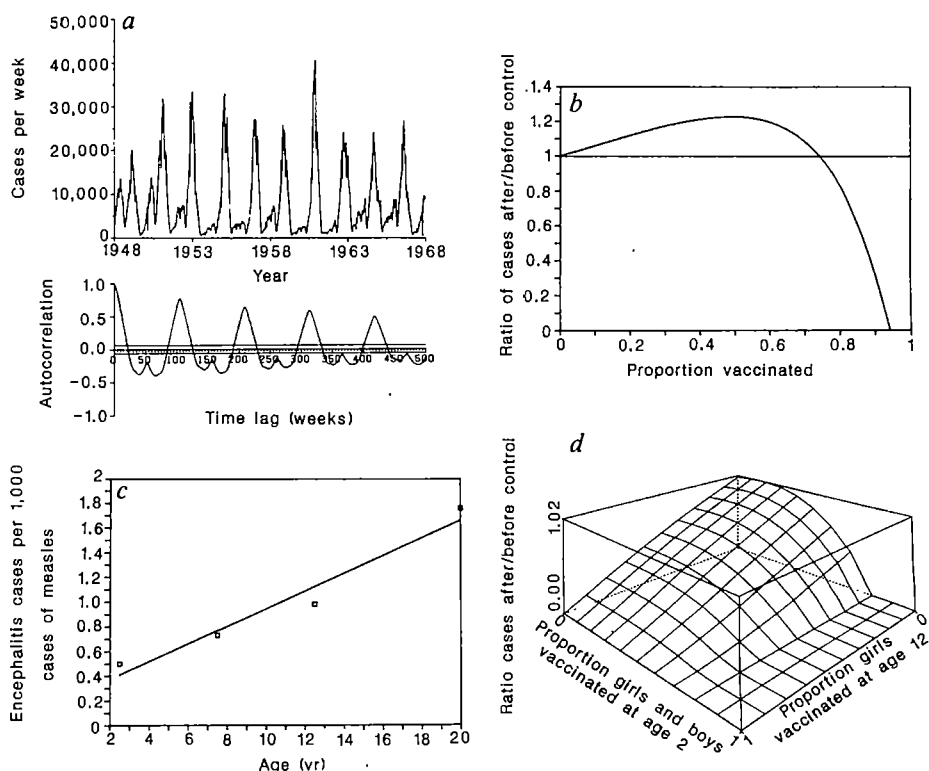 a
50,000
40,000
30,000
20,000
10,000
0
Cases per week
1948 1953 1958 1963 1968
Year
1.0
0.5
0.0
−0.5
−1.0
Autocorrelation
0 50 100 150 200 250 300 350 400 450 500
Time lag (weeks)
b
1.4
1.2
1
0.8
0.6
0.4
0.2
0
Ratio of cases after/before control
0 0.2 0.4 0.6 0.8 1
Proportion vaccinated
c
2
1.8
1.6
1.4
1.2
1.0
0.8
0.6
0.4
0.2
0
Encephalitis cases per 1,000
cases of measles
2 4 6 8 10 12 14 16 18 20
Age (yr)
d
Ratio cases after/before control
1.02
0.00
0
Proportion girls and boys
vaccinated at age 2
1
1
Proportion girls
vaccinated at age 12
0